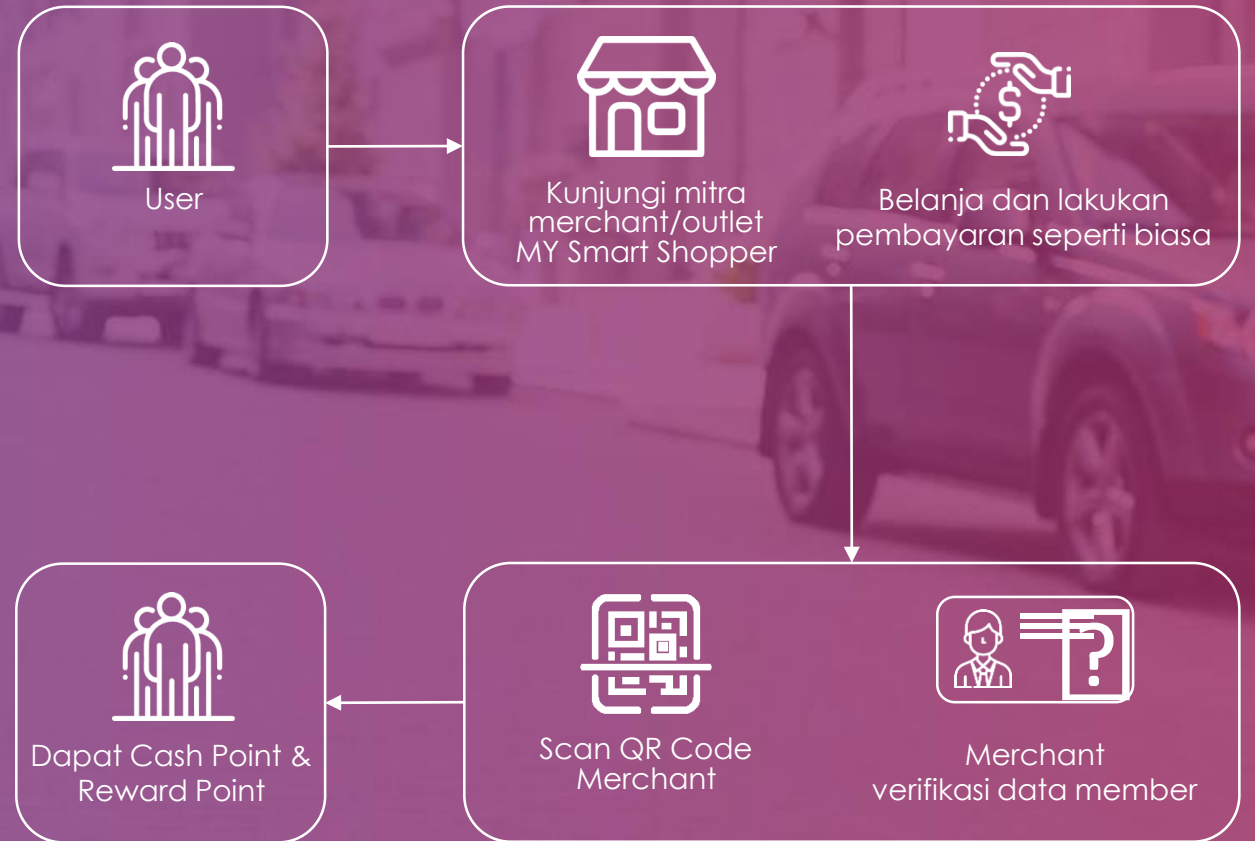 User
Kunjungi mitra
merchant/outlet
MY Smart Shopper
Belanja dan lakukan
pembayaran seperti biasa
Dapat Cash Point &
Reward Point
Scan QR Code
Merchant
?
Merchant
verifikasi data member